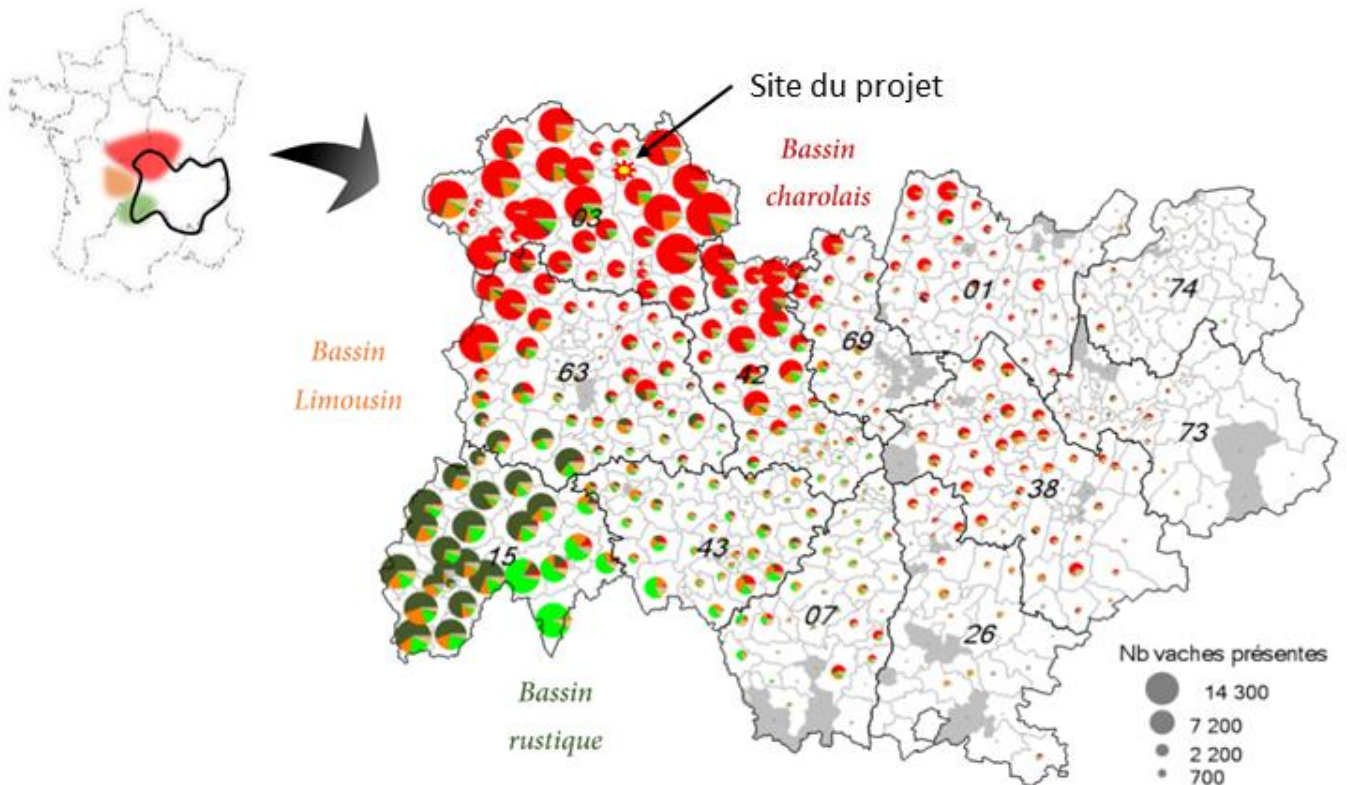 Site du projet
Bassin
charolais
03
01
74
Bassin
Limousin
63
42
69
73
38
15
43
07
26
Bassin
rustique
Nb vaches présentes
14 300
7 200
2 200
700